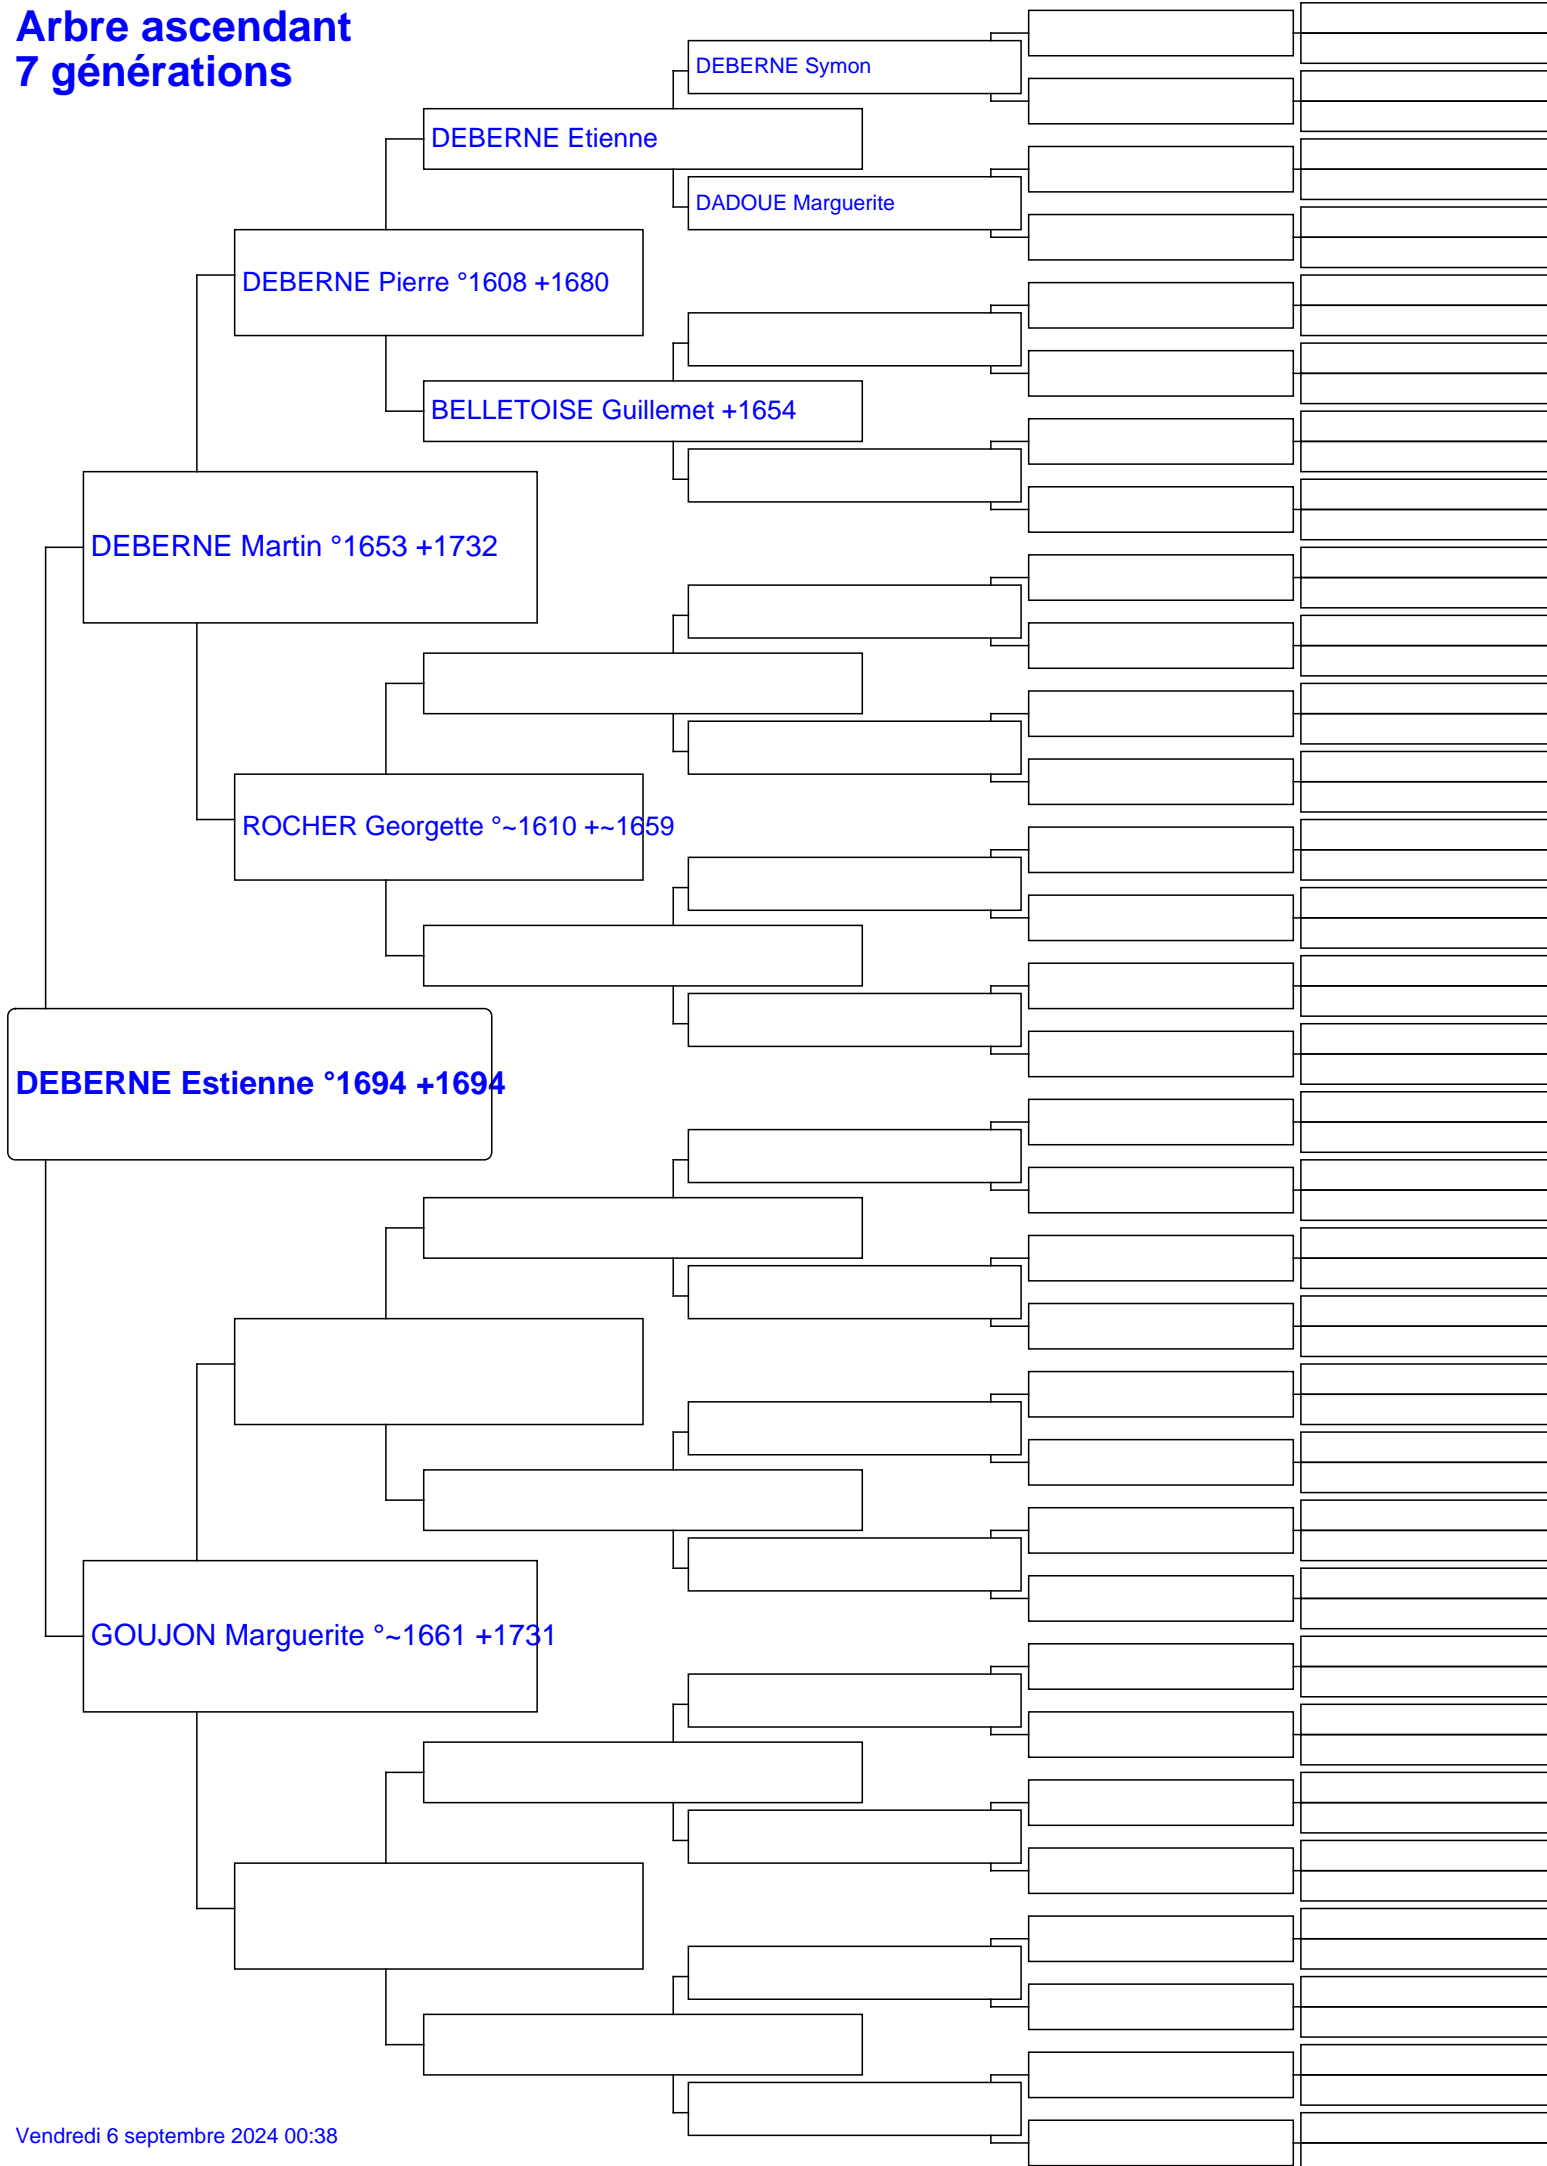 Arbre ascendant
7 générations
DEBERNE Symon
DEBERNE Etienne
DADOUE Marguerite
DEBERNE Pierre °1608 +1680
BELLETOISE Guillemet +1654
DEBERNE Martin °1653 +1732
ROCHER Georgette °~1610 +~1659
DEBERNE Estienne °1694 +1694
GOUJON Marguerite °~1661 +1731
Vendredi 6 septembre 2024 00:38